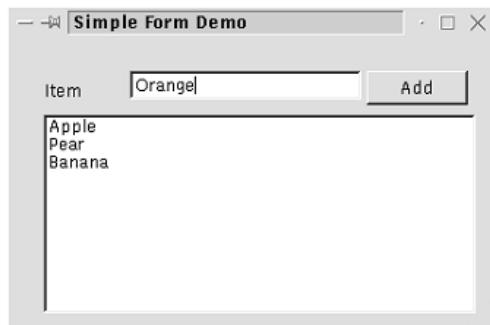 Simple Form Demo
Item Orange Add
Apple
Pear
Banana